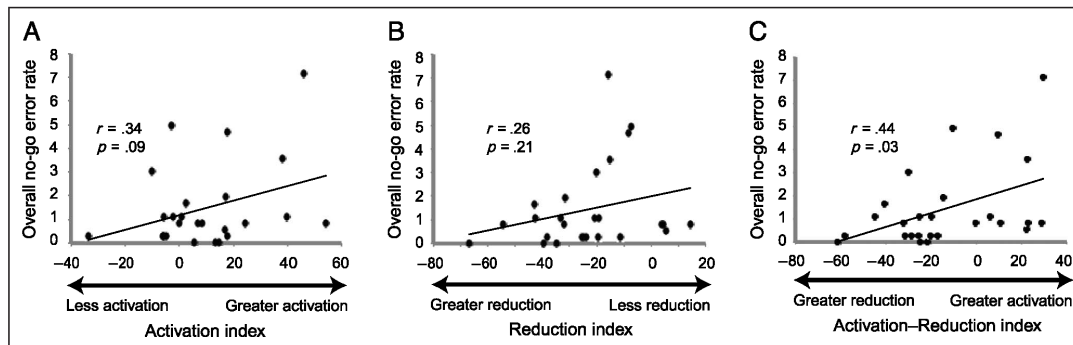 A
Overall no-go error rate
8
7
6
5
4
3
2
1
0
r = .34
p = .09
–40 –20 0 20 40 60
Less activation Greater activation
Activation index
B
Overall no-go error rate
8
7
6
5
4
3
2
1
0
r = .26
p = .21
–80 –60 –40 –20 0 20
Greater reduction Less reduction
Reduction index
C
Overall no-go error rate
8
7
6
5
4
3
2
1
0
r = .44
p = .03
–80 –60 –40 –20 0 20 40
Greater reduction Greater activation
Activation–Reduction index